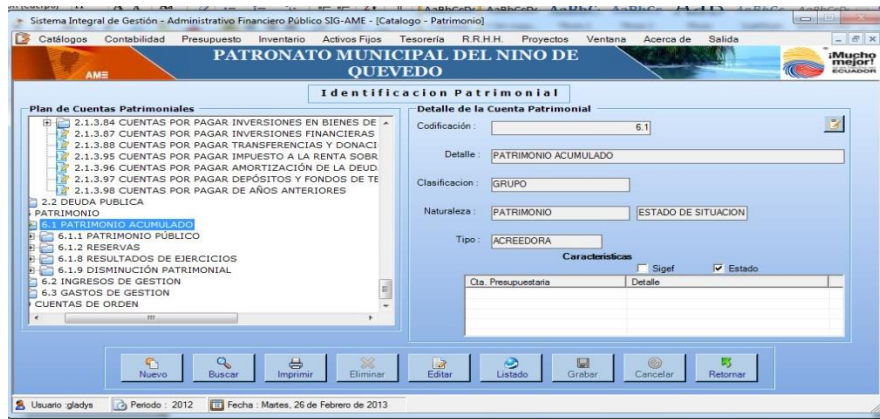 Sistema Integral de Gestión - Administrativo Financiero Público SIG-AME - [Catalogo - Patrimonio]
Catálogos Contabilidad Presupuesto Inventario Activos Fijos Tesorería R.R.H.H. Proyectos Ventana Acerca de Salida
AME
PATRONATO MUNICIPAL DEL NINO DE
QUEVEDO
¡Mucho
mejor!
ECUADOR
Identificacion Patrimonial
Plan de Cuentas Patrimoniales
2.1.3.84 CUENTAS POR PAGAR INVERSIONES EN BIENES DE
2.1.3.87 CUENTAS POR PAGAR INVERSIONES FINANCIERAS
2.1.3.88 CUENTAS POR PAGAR TRANSFERENCIAS Y DONACI
2.1.3.95 CUENTAS POR PAGAR IMPUESTO A LA RENTA SOBR
2.1.3.96 CUENTAS POR PAGAR AMORTIZACIÓN DE LA DEUD
2.1.3.97 CUENTAS POR PAGAR DEPÓSITOS Y FONDOS DE TE
2.1.3.98 CUENTAS POR PAGAR DE AÑOS ANTERIORES
2.2 DEUDA PUBLICA
PATRIMONIO
6.1 PATRIMONIO ACUMULADO
6.1.1 PATRIMONIO PÚBLICO
6.1.2 RESERVAS
6.1.8 RESULTADOS DE EJERCICIOS
6.1.9 DISMINUCIÓN PATRIMONIAL
6.2 INGRESOS DE GESTION
6.3 GASTOS DE GESTION
CUENTAS DE ORDEN
Detalle de la Cuenta Patrimonial
Codificación : 6.1
Detalle : PATRIMONIO ACUMULADO
Clasificacion : GRUPO
Naturaleza : PATRIMONIO ESTADO DE SITUACION
Tipo : ACREEDORA
Caracteristicas
Sigef Estado
Cta. Presupuestaria Detalle
Nuevo Buscar Imprimir Eliminar Editar Listado Grabar Cancelar Retornar
Usuario :gladys Periodo : 2012 Fecha : Martes, 26 de Febrero de 2013